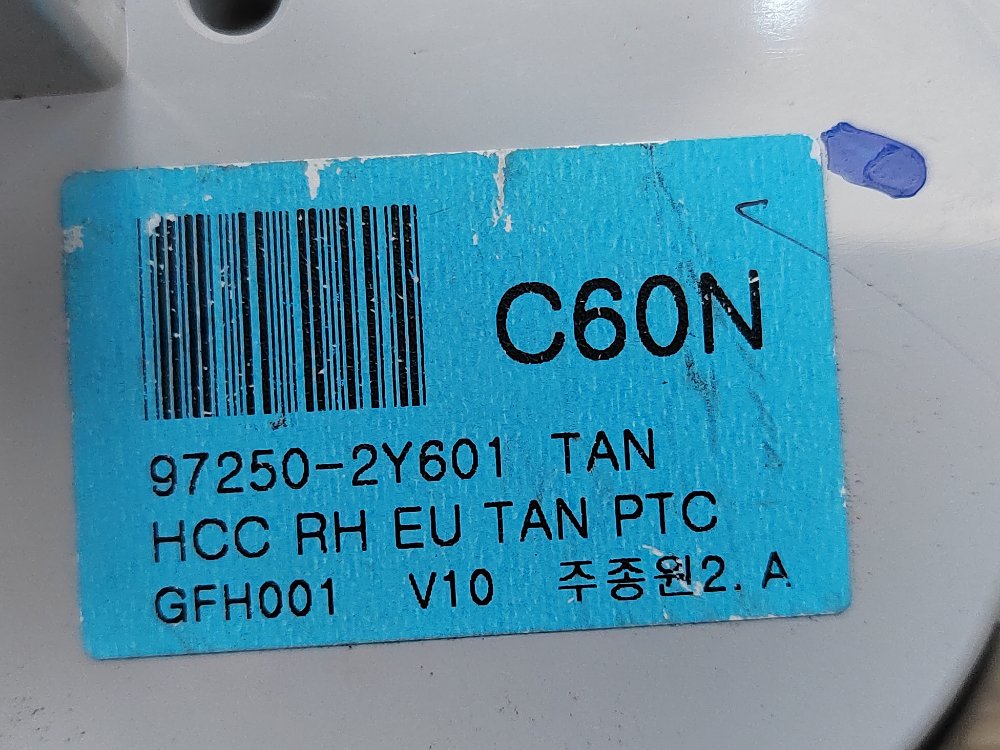 C60N
97250-2Y601 TAN
HCC RH EU TAN PTC
GFH001 V10 주종원2. A